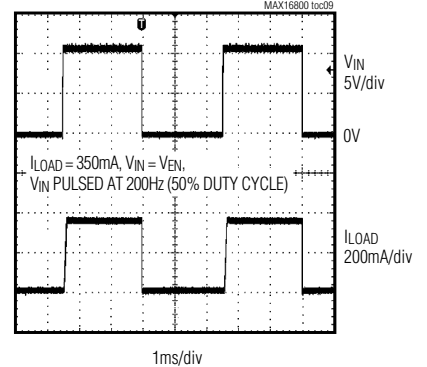 MAX16800 toc09
T
VIN
5V/div
0V
ILOAD = 350mA, VIN = VEN,
VIN PULSED AT 200Hz (50% DUTY CYCLE)
ILOAD
200mA/div
1ms/div